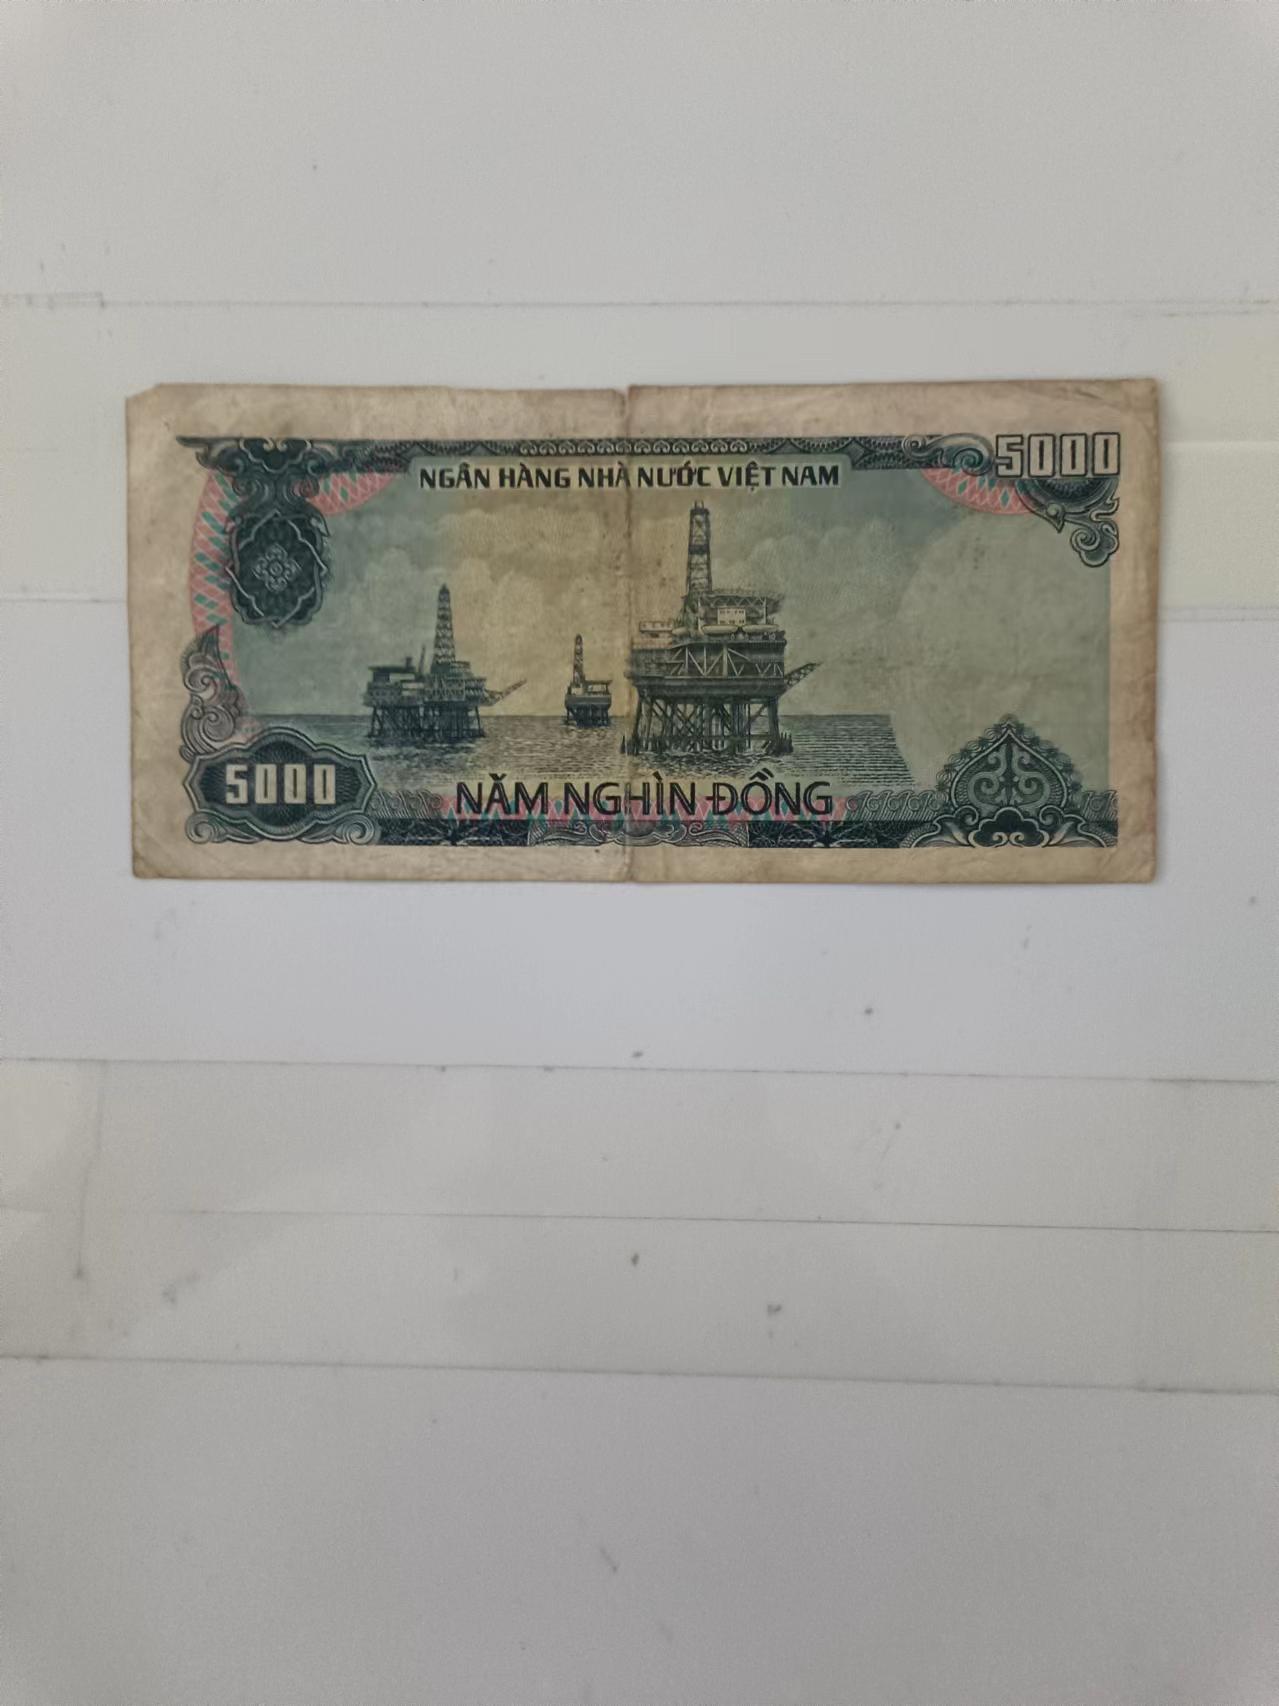 NGÂN HÀNG NHÀ NƯỚC VIỆT NAM
5000
5000
NĂM NGHÌN ĐỒNG